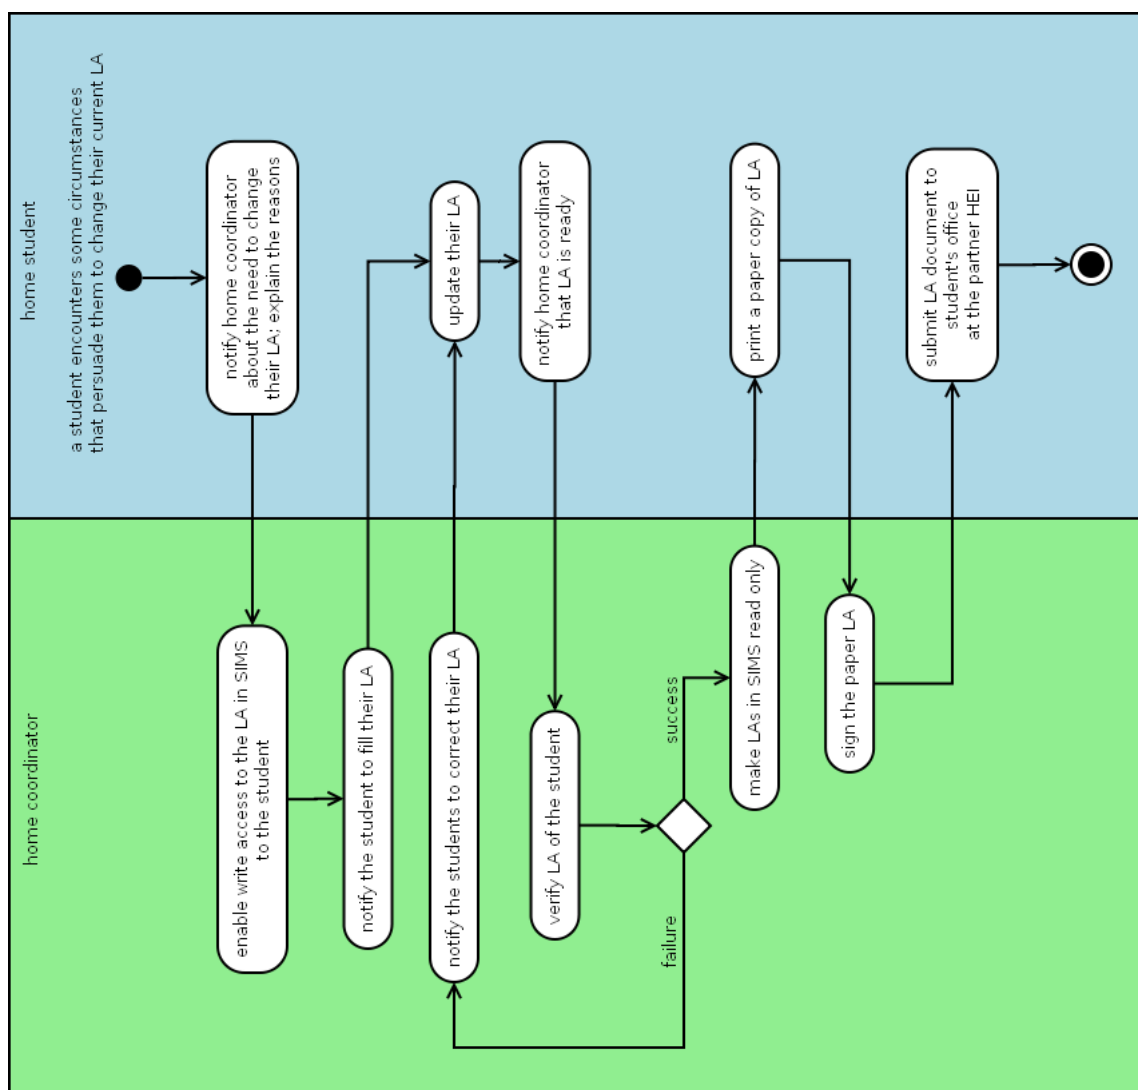 home student
a student encounters some circumstances
that persuade them to change their current LA
notify home coordinator
about the need to change
their LA; explain the reasons
update their LA
notify home coordinator
that LA is ready
print a paper copy of LA
submit LA document to
student's office
at the partner HEI
home coordinator
enable write access to the LA in SIMS
to the student
notify the student to fill their LA
notify the students to correct their LA
verify LA of the student
success
failure
make LAs in SIMS read only
sign the paper LA